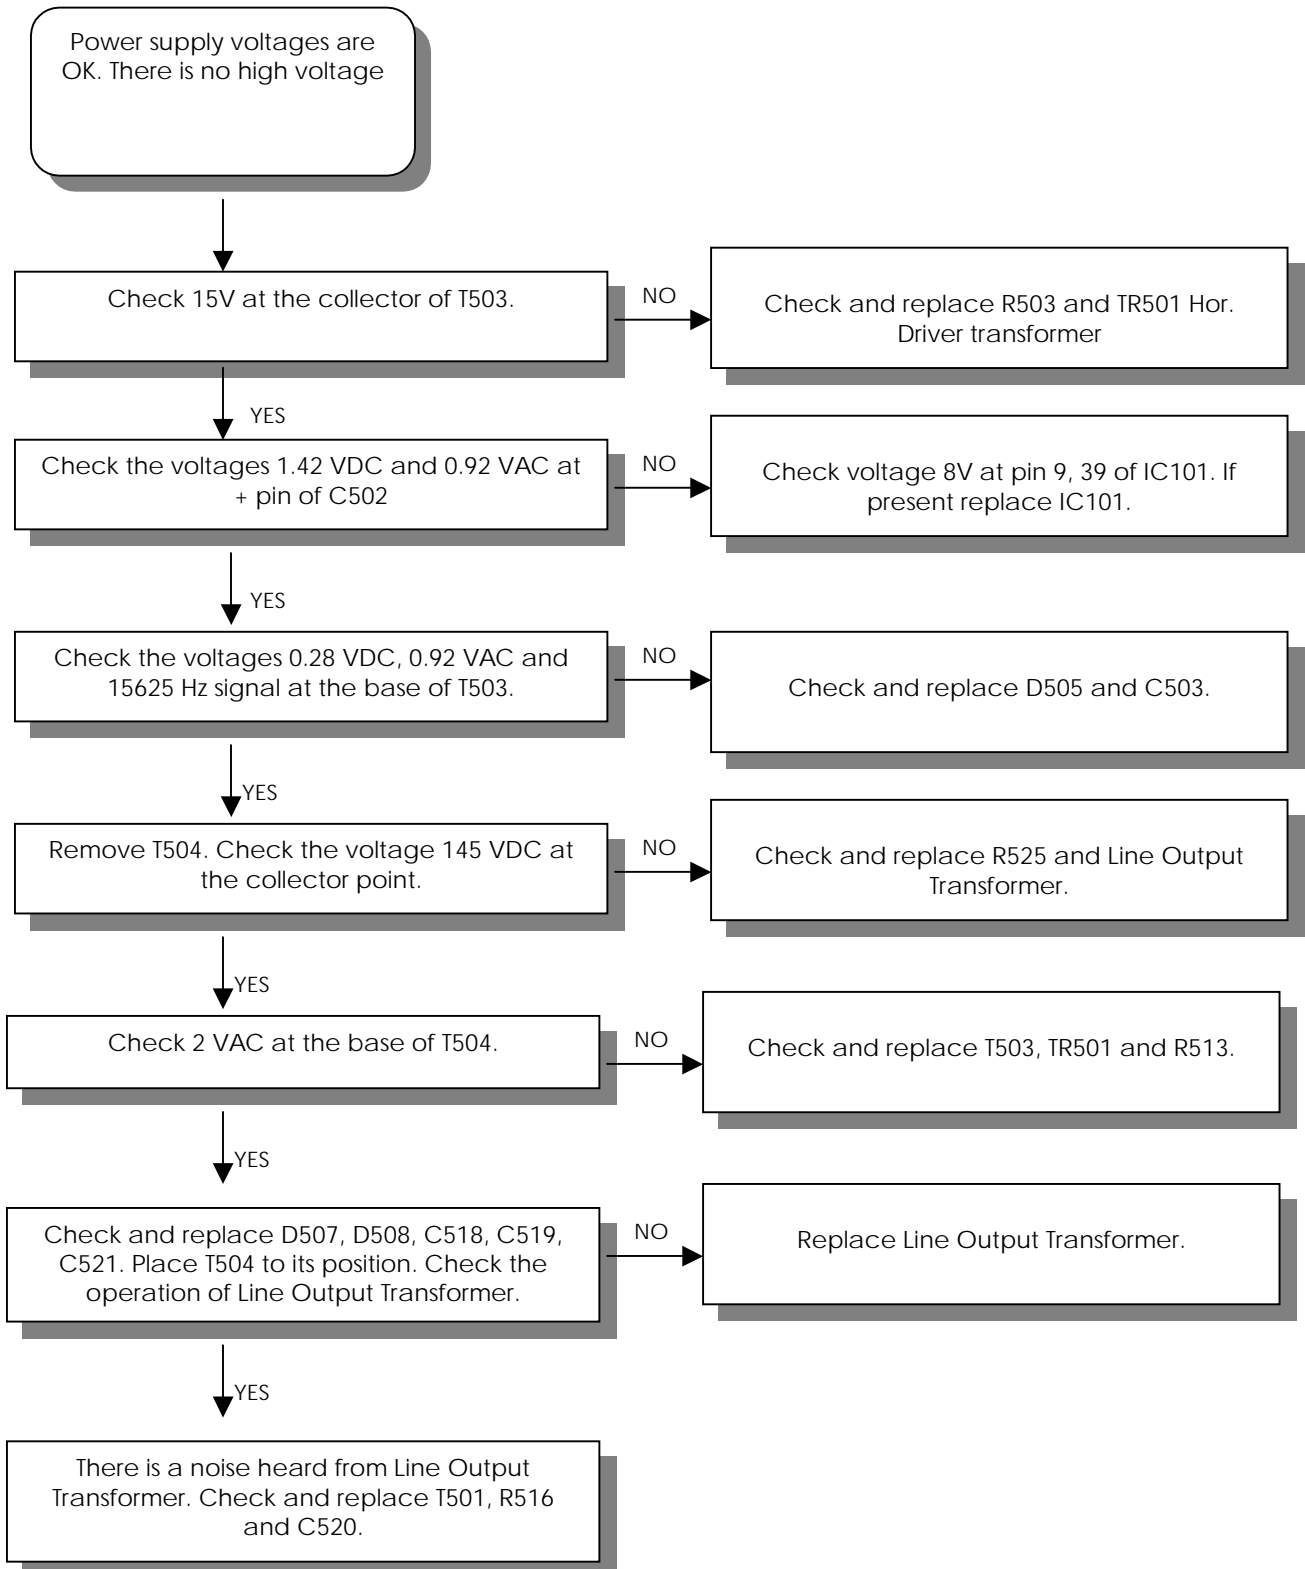 Power supply voltages are
OK. There is no high voltage
Check 15V at the collector of T503.
NO
Check and replace R503 and TR501 Hor.
Driver transformer
YES
Check the voltages 1.42 VDC and 0.92 VAC at
+ pin of C502
NO
Check voltage 8V at pin 9, 39 of IC101. If
present replace IC101.
YES
Check the voltages 0.28 VDC, 0.92 VAC and
15625 Hz signal at the base of T503.
NO
Check and replace D505 and C503.
YES
Remove T504. Check the voltage 145 VDC at
the collector point.
NO
Check and replace R525 and Line Output
Transformer.
YES
Check 2 VAC at the base of T504.
NO
Check and replace T503, TR501 and R513.
YES
Check and replace D507, D508, C518, C519,
C521. Place T504 to its position. Check the
operation of Line Output Transformer.
NO
Replace Line Output Transformer.
YES
There is a noise heard from Line Output
Transformer. Check and replace T501, R516
and C520.